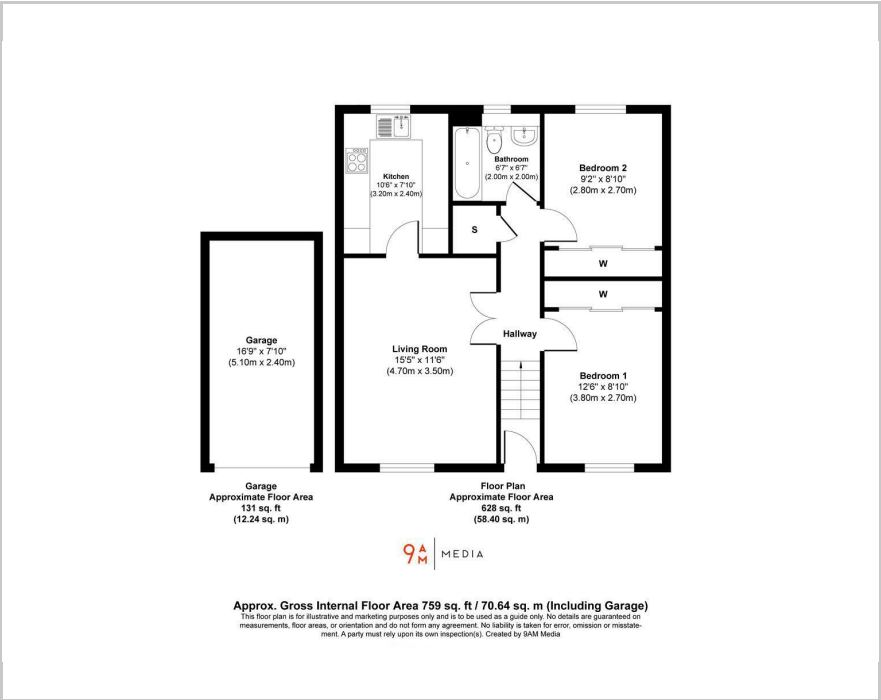 Kitchen
10'6" x 7'10"
(3.20m x 2.40m)
Bathroom
6'7" x 6'7"
(2.00m x 2.00m)
Bedroom 2
9'2" x 8'10"
(2.80m x 2.70m)
S
W
W
Garage
16'9" x 7'10"
(5.10m x 2.40m)
Living Room
15'5" x 11'6"
(4.70m x 3.50m)
Hallway
Bedroom 1
12'6" x 8'10"
(3.80m x 2.70m)
Garage
Approximate Floor Area
131 sq. ft
(12.24 sq. m)
Floor Plan
Approximate Floor Area
628 sq. ft
(58.40 sq. m)
9AM MEDIA
Approx. Gross Internal Floor Area 759 sq. ft / 70.64 sq. m (Including Garage)
This floor plan is for illustrative and marketing purposes only and is to be used as a guide only. No details are guaranteed on
measurements, floor areas, or orientation and do not form any agreement. No liability is taken for error, omission or misstate-
ment. A party must rely upon its own inspection(s). Created by 9AM Media